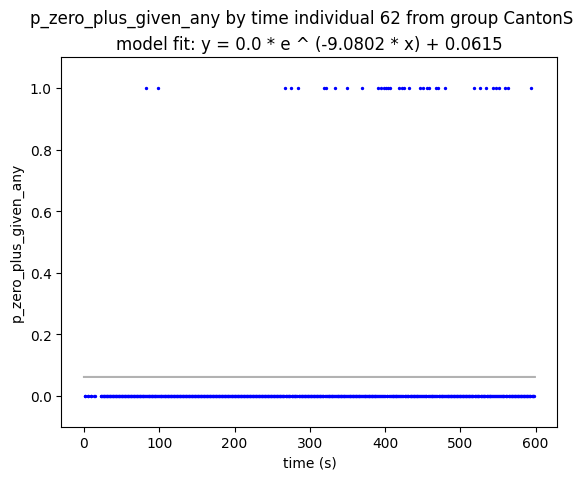 p_zero_plus_given_any by time individual 62 from group CantonS
model fit: y = 0.0 * e ^ (-9.0802 * x) + 0.0615
1.0
0.8
0.6
0.4
0.2
0.0
p_zero_plus_given_any
0 100 200 300 400 500 600
time (s)